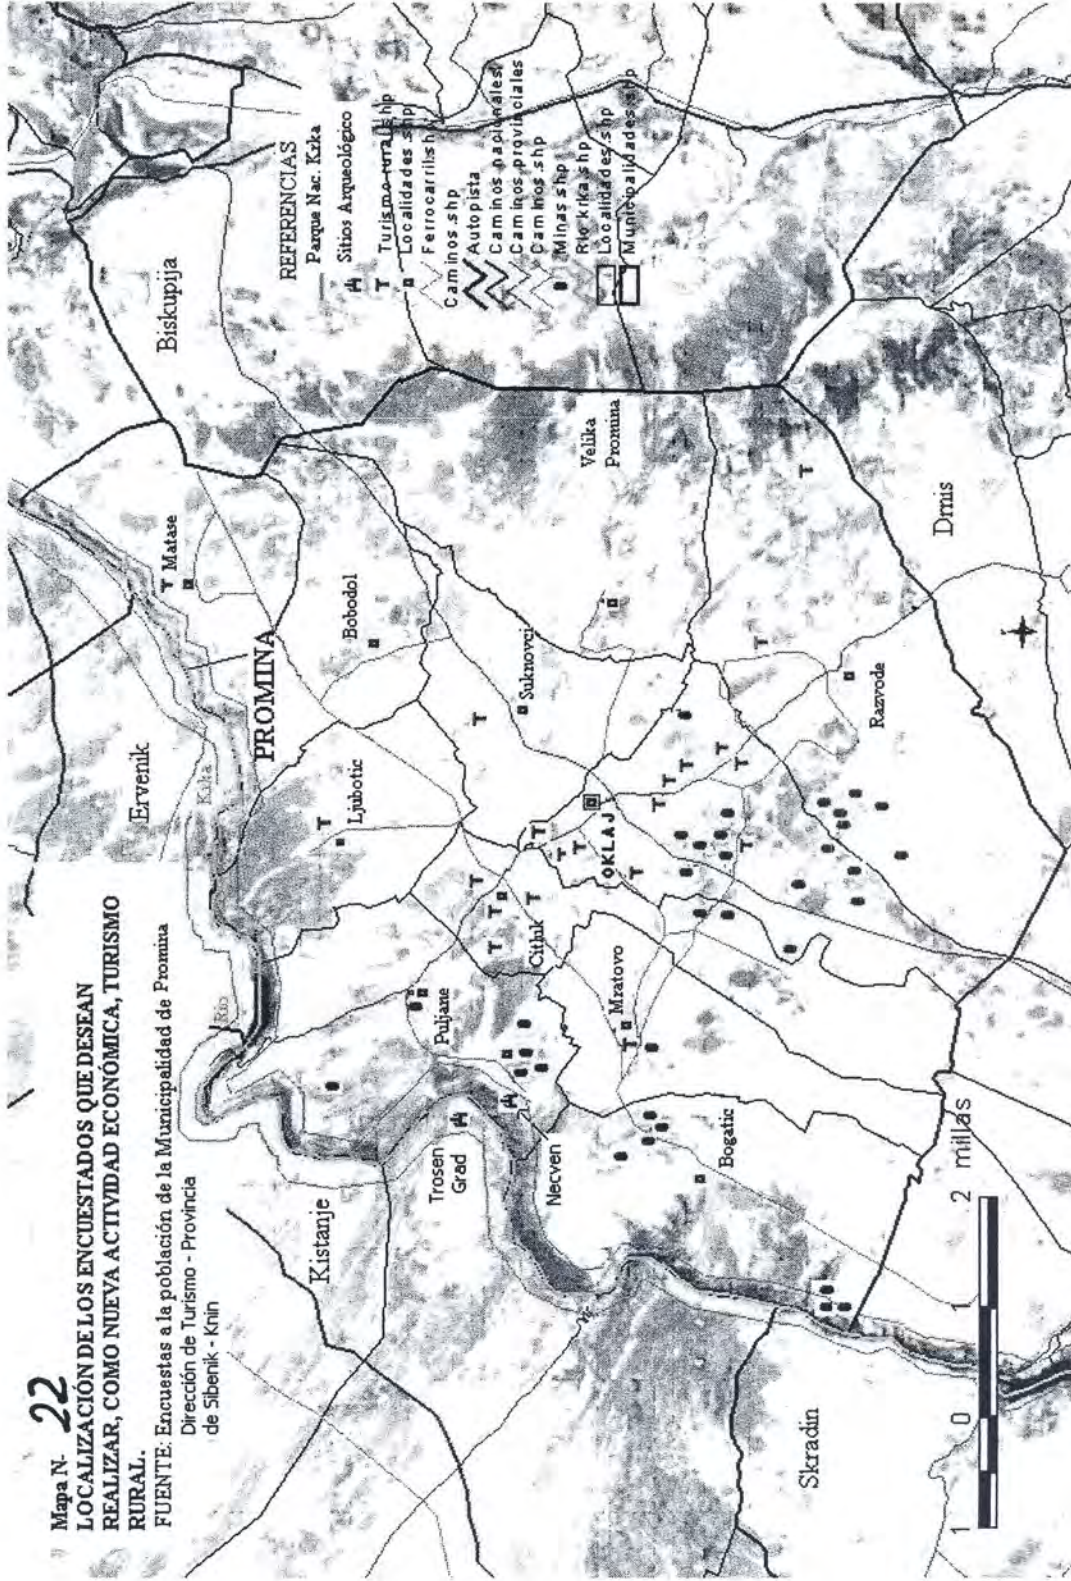 Mapa N- 22
LOCALIZACIÓN DE LOS ENCUESTADOS QUE DESEAN
REALIZAR, COMO NUEVA ACTIVIDAD ECONÓMICA, TURISMO
RURAL.
FUENTE: Encuestas a la población de la Municipalidad de Promina
Dirección de Turismo - Provincia
de Sibenik - Knin
REFERENCIAS
Parque Nac. Krka
Sitios Arqueológico
Turismo rural.shp
Localidades.shp
Ferrocarril.shp
Caminos.shp
Autopista
Caminos nacionales
Caminos provinciales
Caminos.shp
Minas.shp
Rio krka.shp
Localidades.shp
Municipalidades.shp
Biskupija
Ervenik
Matase
PROMINA
Krka
Rio
Bobodol
Ljubotic
Kistanje
Suknovci
Velika
Promina
Puljane
Citluk
OKLAJ
Trosen
Grad
Necven
Mratovo
Bogatic
Razvode
Drnis
Skradin
1 0 1 2 millas